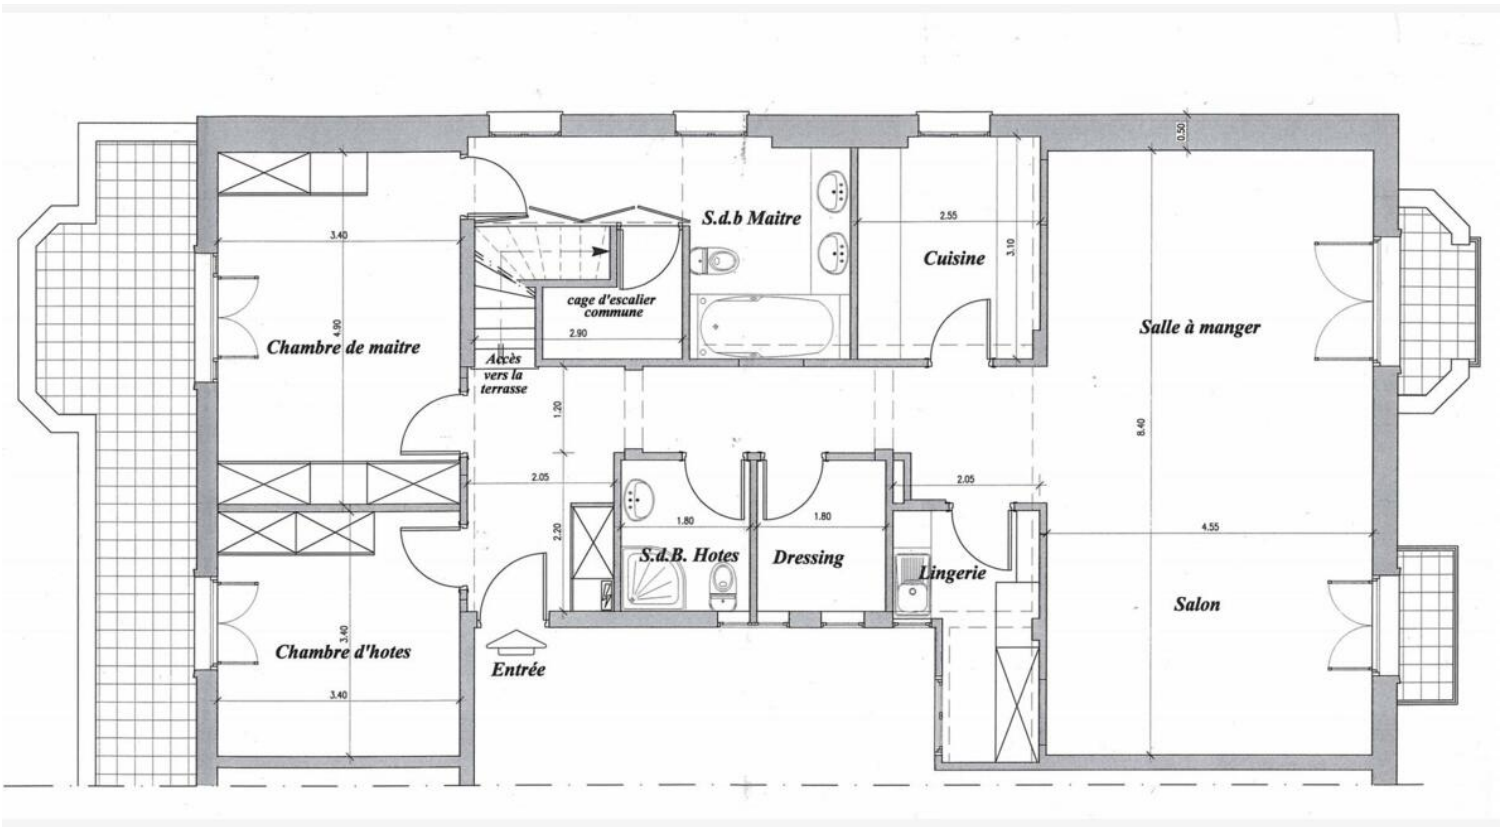 0.50
3.40
S.d.b Maitre
2.55
Cuisine
3.10
cage d'escalier
commune
2.90
4.90
Chambre de maitre
Salle à manger
Accès
vers la
terrasse
1.20
8.40
2.05
2.05
1.80
1.80
2.20
4.55
S.d.B. Hotes
Dressing
Lingerie
Salon
3.40
Chambre d'hotes
3.40
Entrée